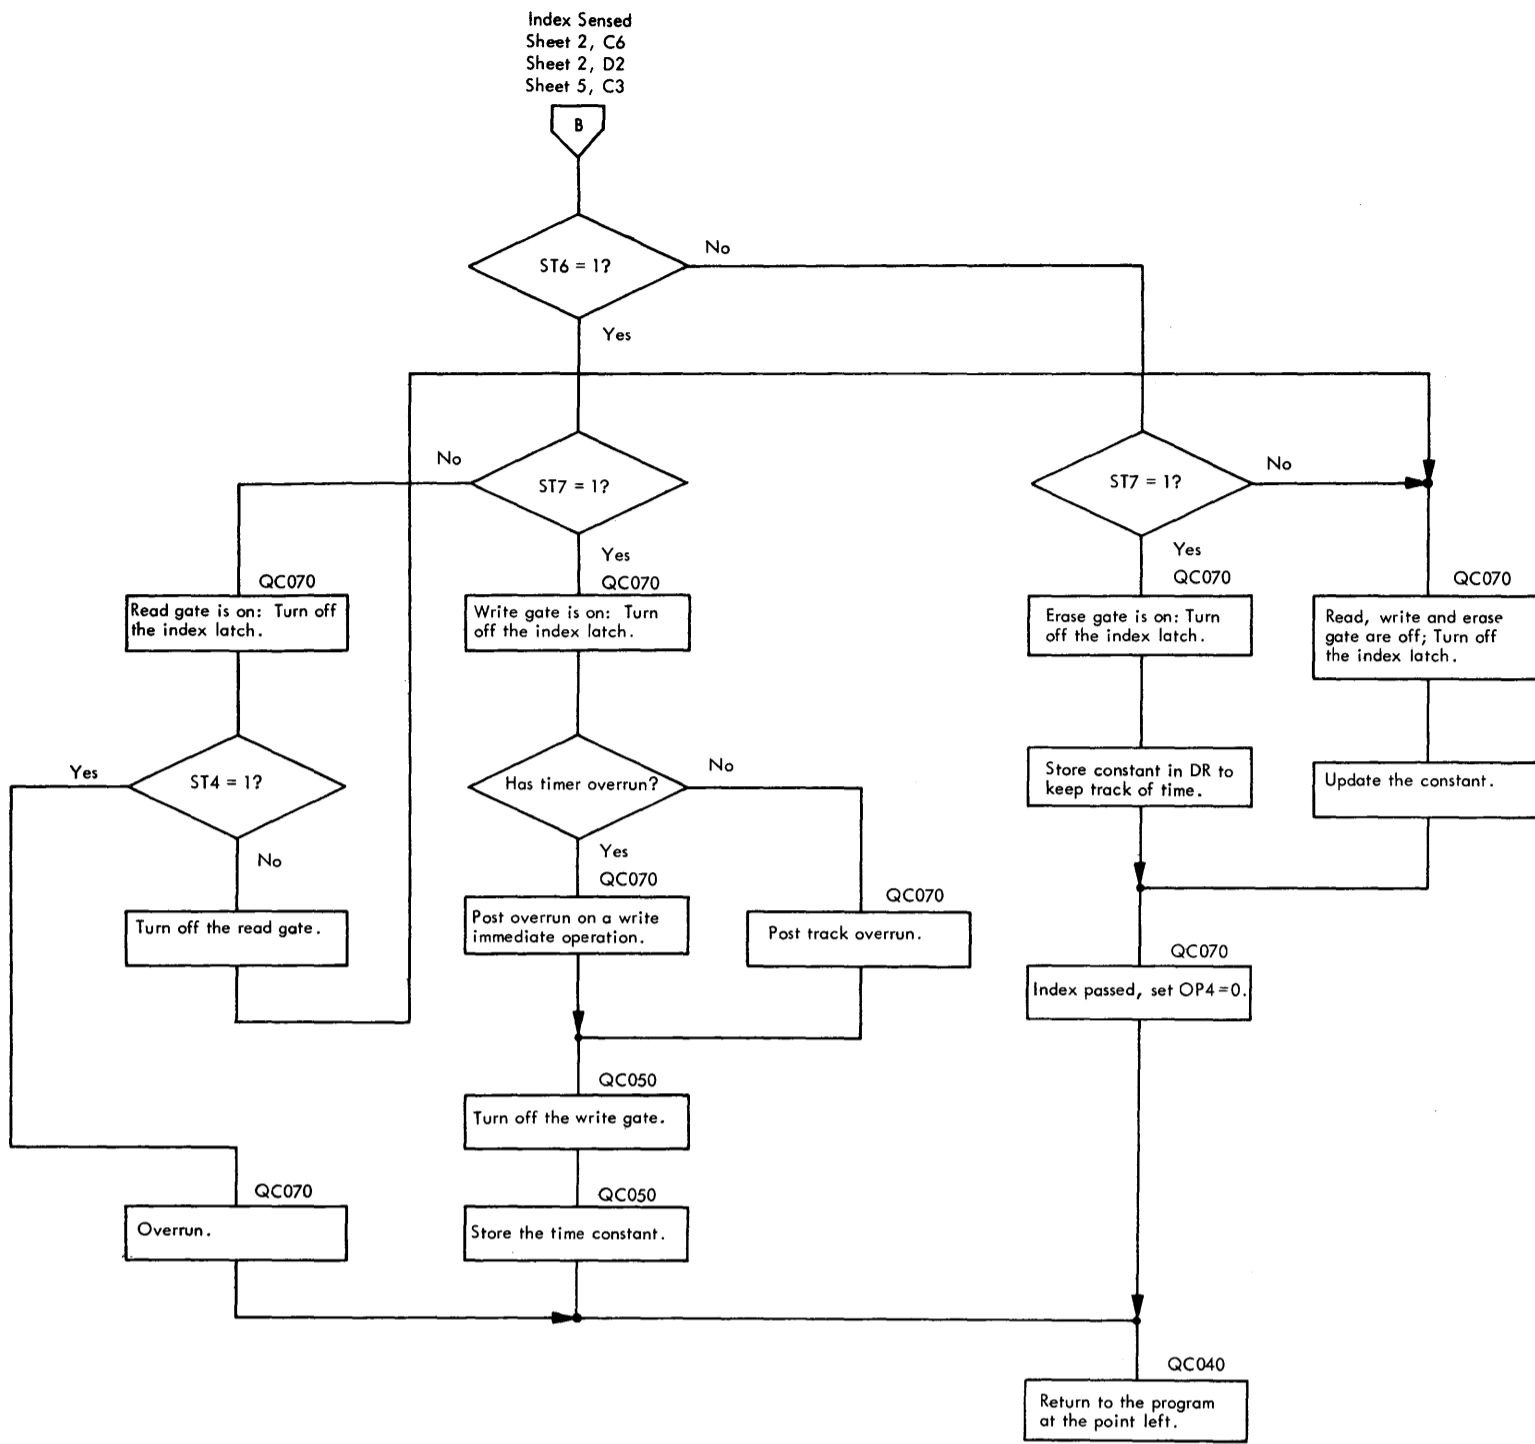 Index Sensed
Sheet 2, C6
Sheet 2, D2
Sheet 5, C3
B
ST6 = 1?
No
Yes
No
ST7 = 1?
Yes
ST7 = 1?
No
Yes
QC070
Read gate is on: Turn off
the index latch.
QC070
Write gate is on: Turn
off the index latch.
QC070
Erase gate is on: Turn
off the index latch.
QC070
Read, write and erase
gate are off; Turn off
the index latch.
Yes
ST4 = 1?
No
Has timer overrun?
No
Yes
Store constant in DR to
keep track of time.
Update the constant.
Turn off the read gate.
QC070
Post overrun on a write
immediate operation.
QC070
Post track overrun.
QC070
Index passed, set OP4=0.
QC050
Turn off the write gate.
QC070
Overrun.
QC050
Store the time constant.
QC040
Return to the program
at the point left.